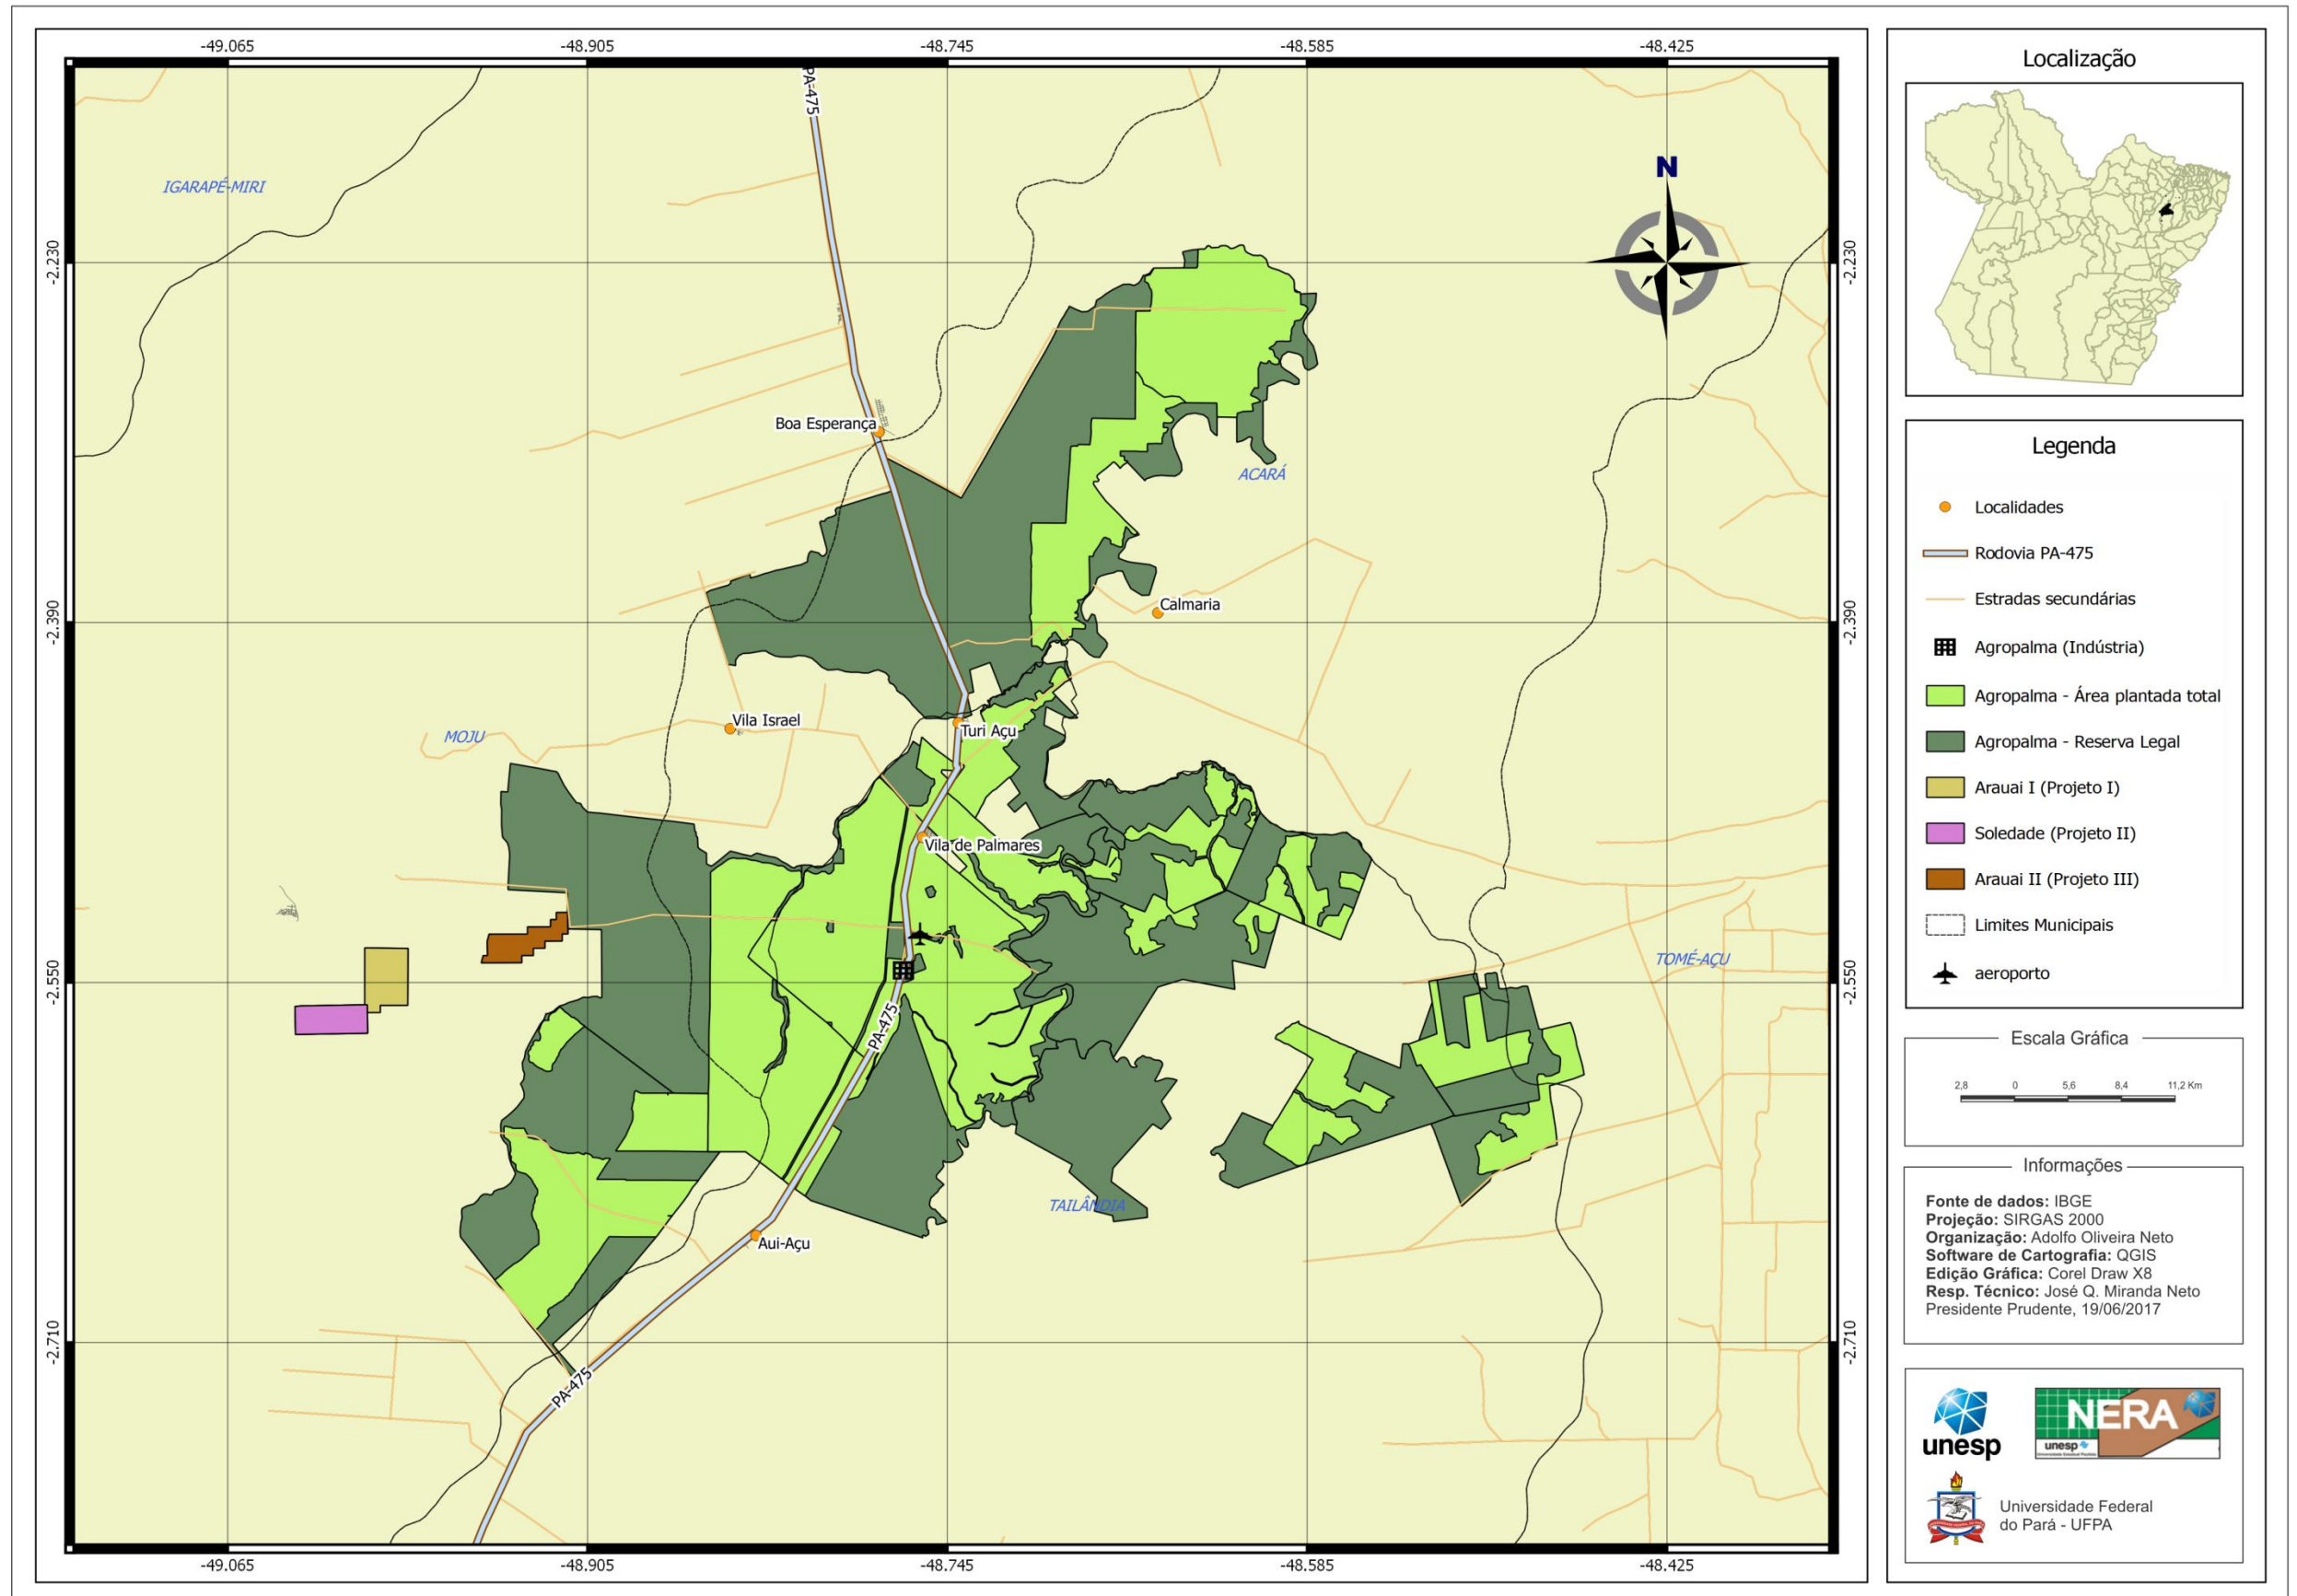 -49.065
-48.905
-48.745
-48.585
-48.425
PA-475
IGARAPÉ-MIRI
N
-2.230
-2.230
Boa Esperança
ACARÁ
Calmaria
-2.390
-2.390
Vila Israel
Turi Açu
MOJU
Vila de Palmares
TOMÉ-AÇU
-2.550
-2.550
PA-475
TAILÂNDIA
Aui-Açu
-2.710
-2.710
PA-475
-49.065
-48.905
-48.745
-48.585
-48.425
Localização
Legenda
Localidades
Rodovia PA-475
Estradas secundárias
Agropalma (Indústria)
Agropalma - Área plantada total
Agropalma - Reserva Legal
Arauai I (Projeto I)
Soledade (Projeto II)
Arauai II (Projeto III)
Limites Municipais
aeroporto
Escala Gráfica
2,8 0 5,6 8,4 11,2 Km
Informações
Fonte de dados: IBGE
Projeção: SIRGAS 2000
Organização: Adolfo Oliveira Neto
Software de Cartografia: QGIS
Edição Gráfica: Corel Draw X8
Resp. Técnico: José Q. Miranda Neto
Presidente Prudente, 19/06/2017
unesp
NERA
unesp
Universidade Federal
do Pará - UFPA